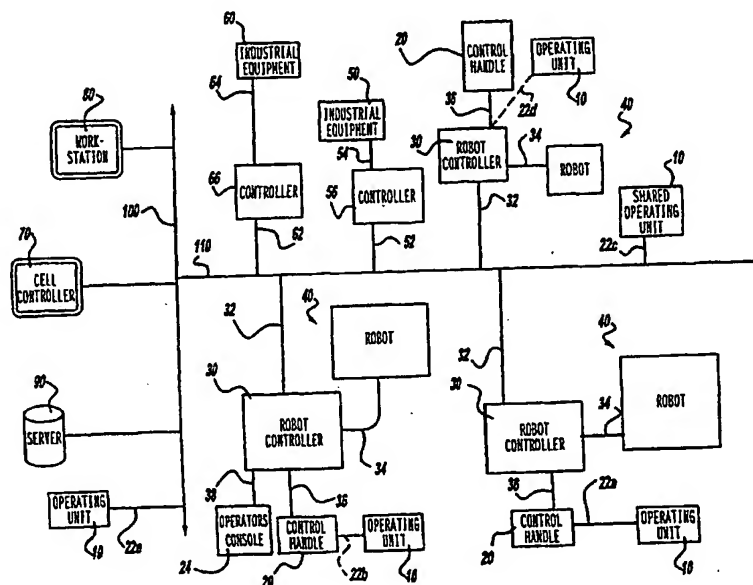 60
INDUSTRIAL
EQUIPMENT
64
20
CONTROL
HANDLE
OPERATING
UNIT
10
36
22d
80
WORK-
STATION
50
INDUSTRIAL
EQUIPMENT
54
30
ROBOT
CONTROLLER
34
ROBOT
40
100
66
CONTROLLER
56
CONTROLLER
32
10
SHARED
OPERATING
UNIT
22c
70
CELL
CONTROLLER
110
62
52
32
40
ROBOT
32
40
ROBOT
30
ROBOT
CONTROLLER
34
30
ROBOT
CONTROLLER
34
90
SERVER
38
36
36
OPERATING
UNIT
10
22e
OPERATORS
CONSOLE
24
CONTROL
HANDLE
20
22b
OPERATING
UNIT
10
20
CONTROL
HANDLE
22a
OPERATING
UNIT
10